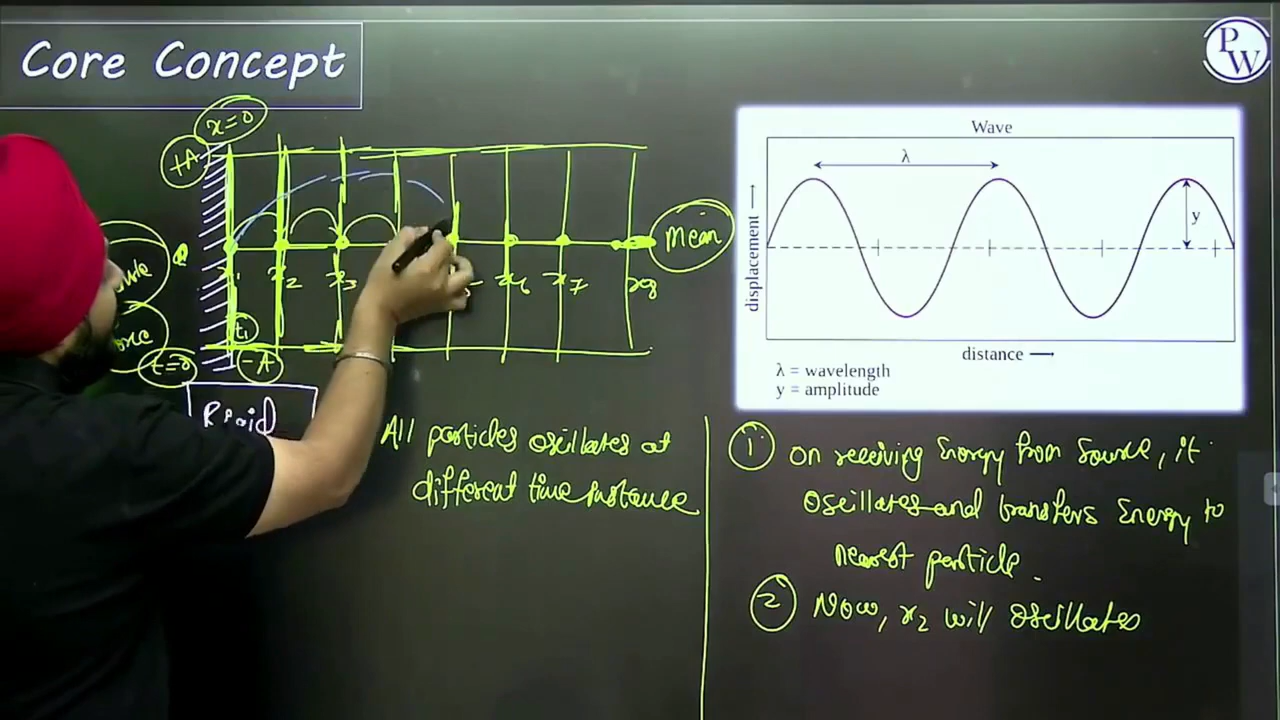 Core Concept
PW
x=0
+A
Mean
x1
x2
x3
x6
x7
x8
t1
t=0
-A
Rigid
All particles oscillates at
different time instance
Wave
λ
displacement
y
distance
λ = wavelength
y = amplitude
1 on receiving Energy from Source, it
oscillates and transfers Energy to
nearest particle.
2 Now, x2 will oscillates